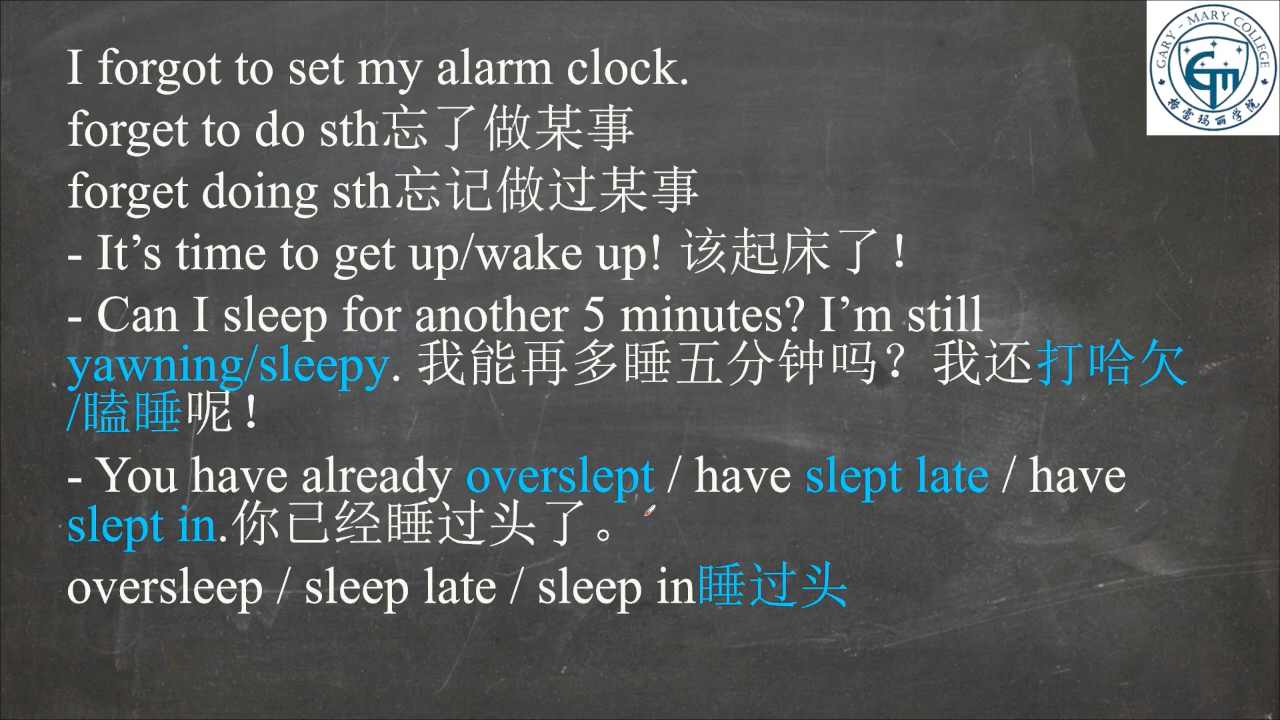 I forgot to set my alarm clock.
forget to do sth忘了做某事
forget doing sth忘记做过某事
- It’s time to get up/wake up! 该起床了！
- Can I sleep for another 5 minutes? I’m still
yawning/sleepy. 我能再多睡五分钟吗？我还打哈欠
/瞌睡呢！
- You have already overslept / have slept late / have
slept in.你已经睡过头了。
oversleep / sleep late / sleep in睡过头
GARY - MARY COLLEGE
格雷玛丽学院